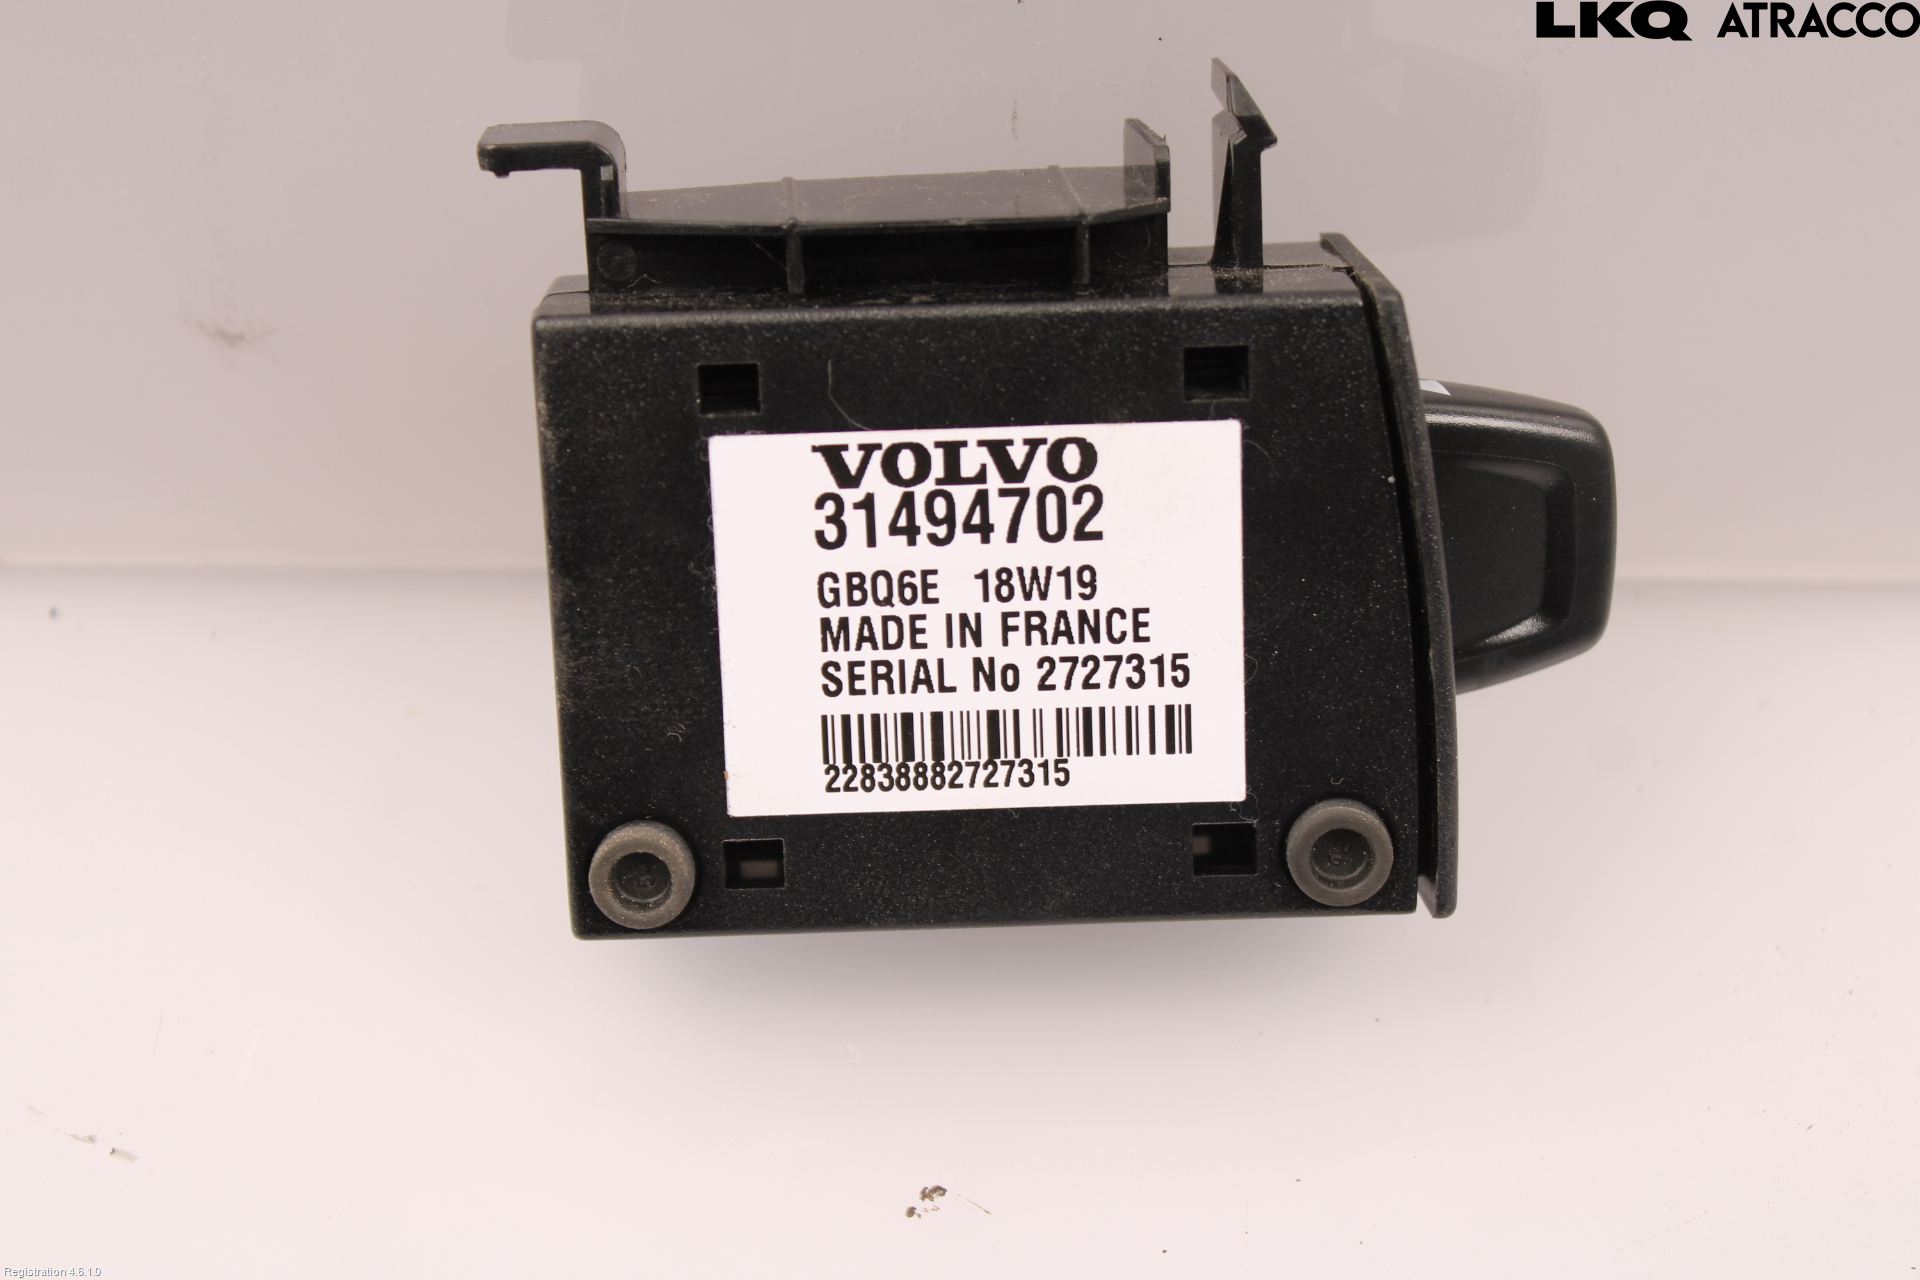 LKQ ATRACCO
VOLVO
31494702
GBQ6E 18W19
MADE IN FRANCE
SERIAL No 2727315
22838882727315
Registration 4.6.1.0